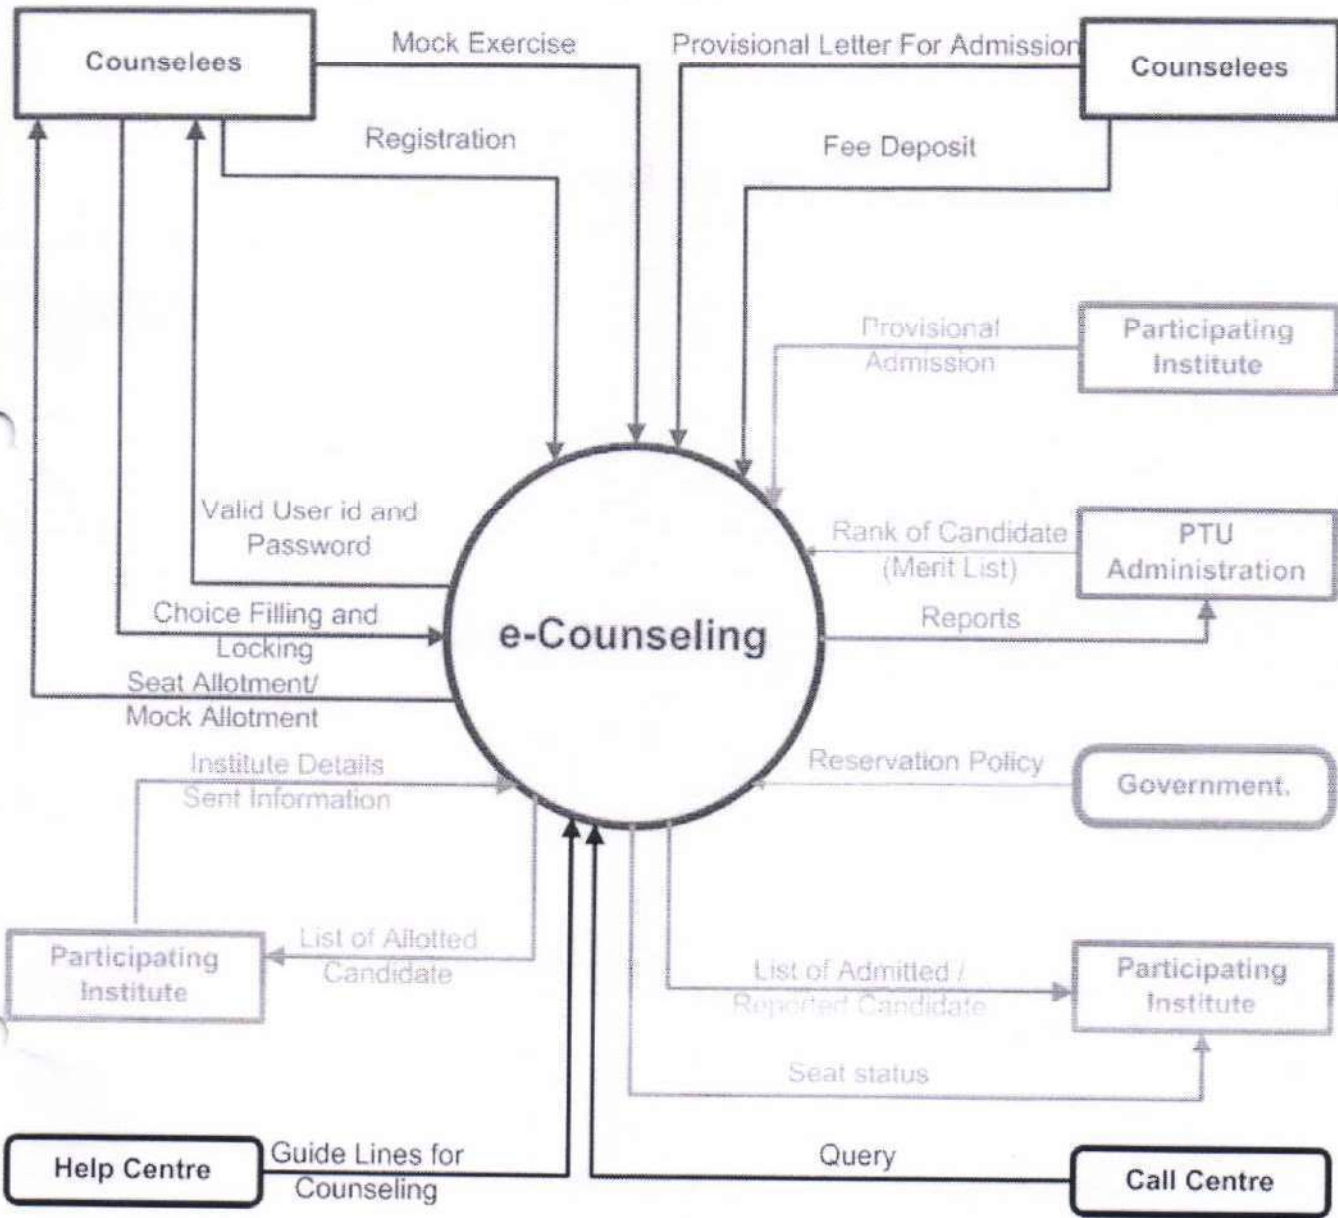 Counselees
Mock Exercise
Provisional Letter For Admission
Counselees
Registration
Fee Deposit
Provisional
Admission
Participating
Institute
Valid User id and
Password
Rank of Candidate
(Merit List)
PTU
Administration
Choice Filling and
Locking
e-Counseling
Reports
Seat Allotment/
Mock Allotment
Institute Details
Sent Information
Reservation Policy
Government.
Participating
Institute
List of Allotted
Candidate
List of Admitted /
Reported Candidate
Participating
Institute
Seat status
Help Centre
Guide Lines for
Counseling
Query
Call Centre